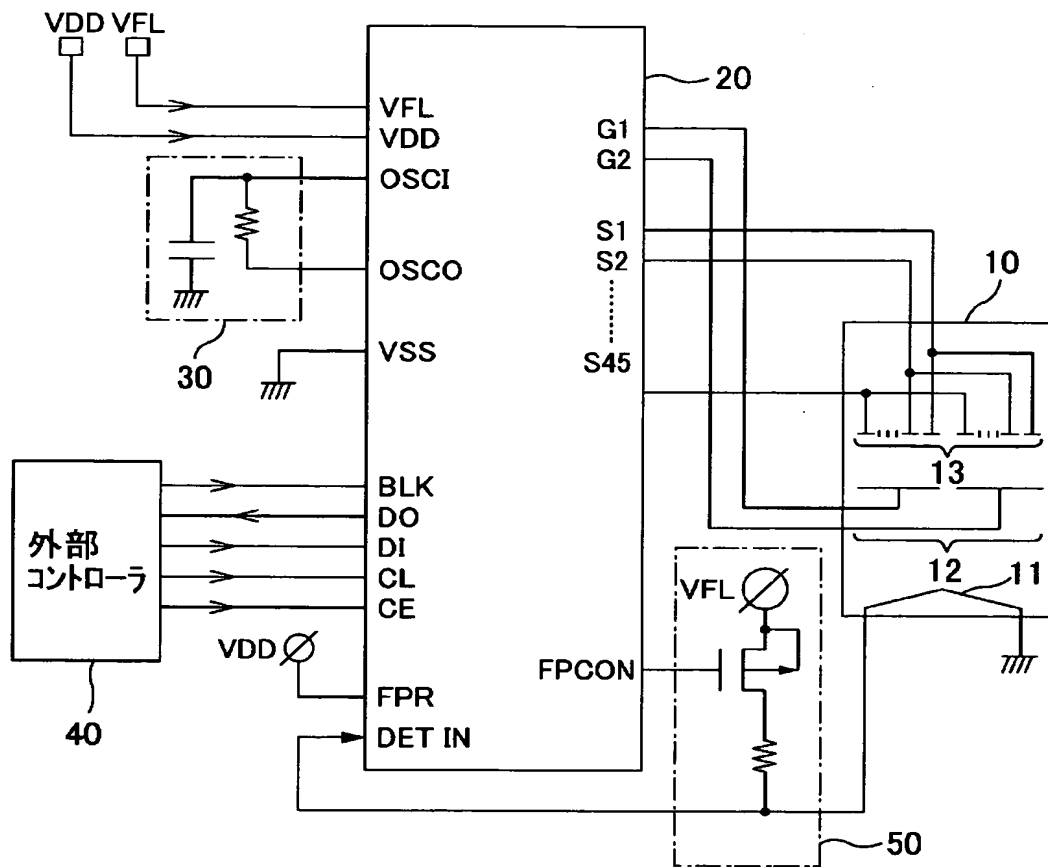 VDD VFL
20
VFL
VDD
OSCI
OSCO
30
VSS
G1
G2
S1
S2
S45
10
13
12
11
外部
コントローラ
40
BLK
DO
DI
CL
CE
VDD
FPR
DET IN
FPCON
VFL
50